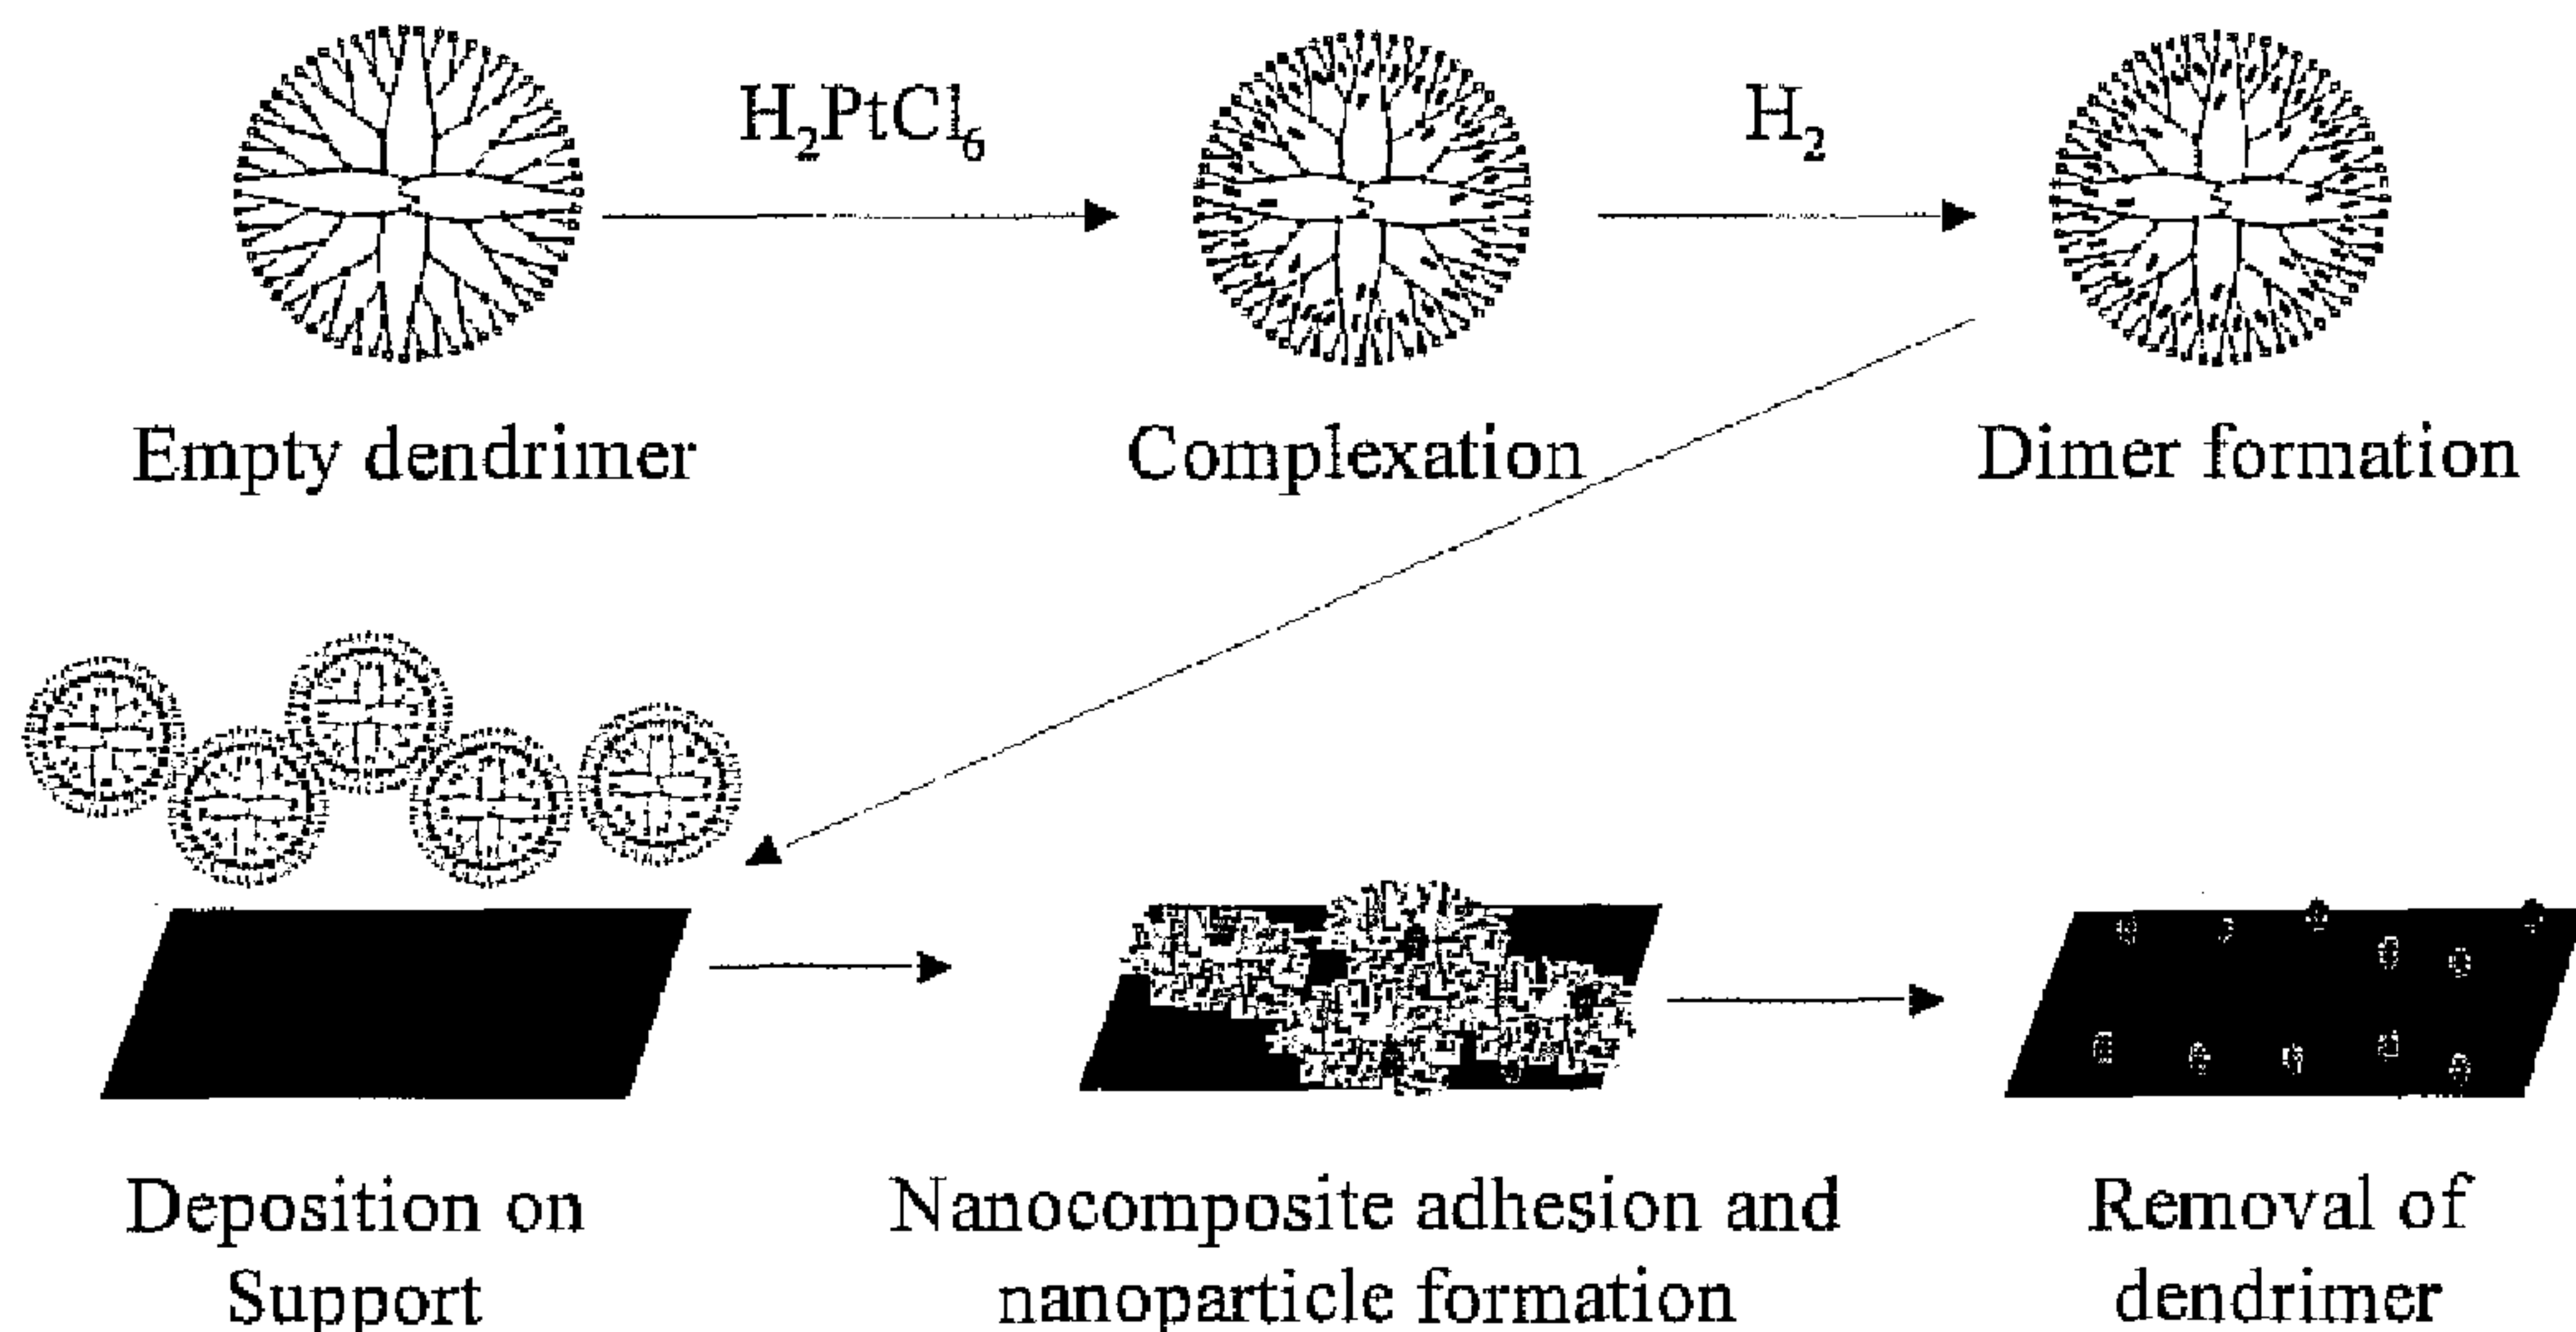 H₂PtCl₆
H₂
Empty dendrimer
Complexation
Dimer formation
Deposition on
Support
Nanocomposite adhesion and
nanoparticle formation
Removal of
dendrimer